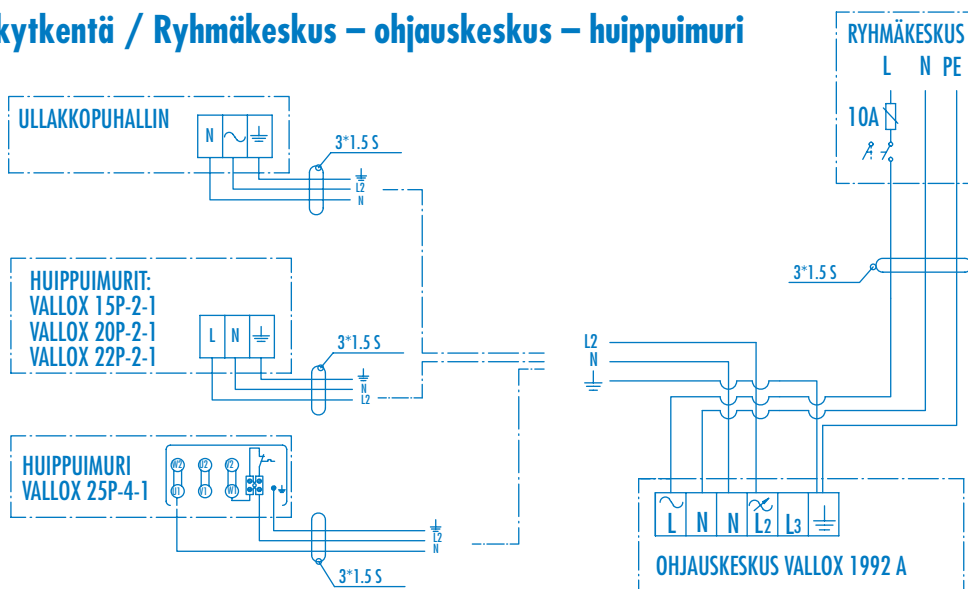 kytkentä / Ryhmäkeskus – ohjauskeskus – huippuimuri
RYHMÄKESKUS
L N PE
10A
ULLAKKOPUHALLIN
N
3*1.5 S
L2
N
HUIPPUIMURIT:
VALLOX 15P-2-1
VALLOX 20P-2-1
VALLOX 22P-2-1
L N
3*1.5 S
N
L2
3*1.5 S
L2
N
HUIPPUIMURI
VALLOX 25P-4-1
W2 U2 V2
U1 V1 W1
L2
N
3*1.5 S
L N N L2 L3
OHJAUSKESKUS VALLOX 1992 A